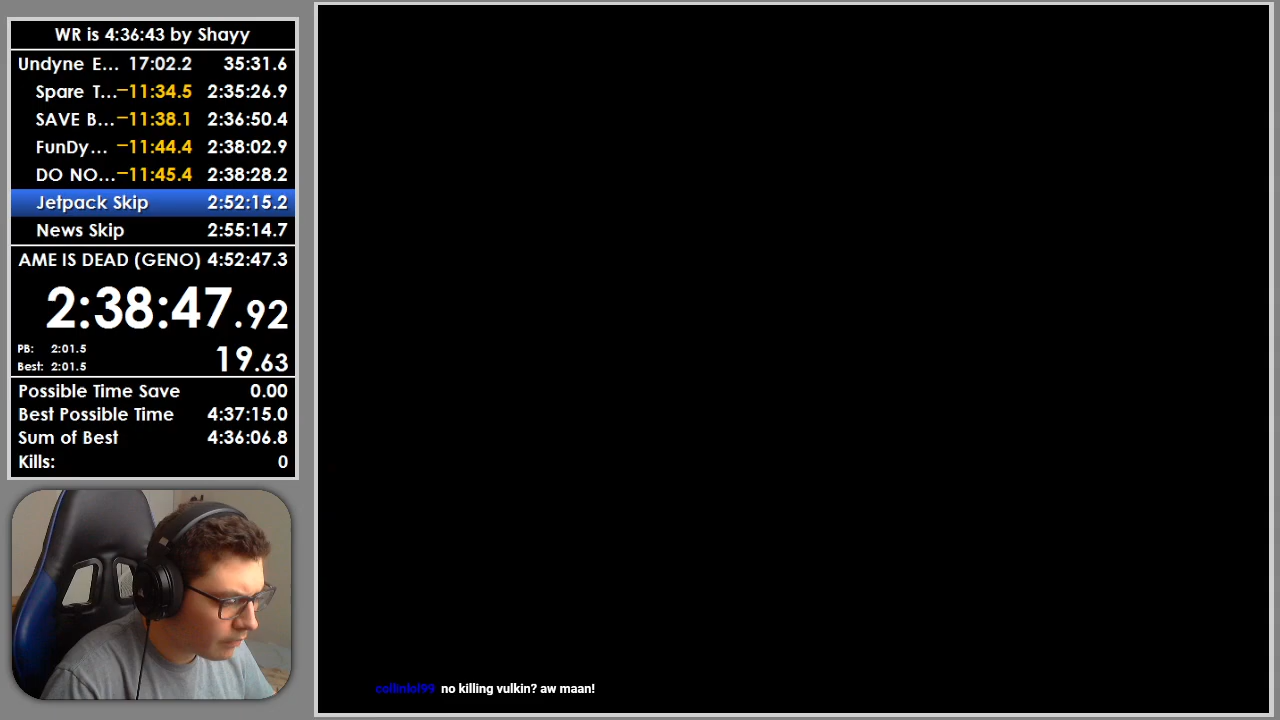 WR is 4:36:43 by Shayy
Undyne E... 17:02.2 35:31.6
Spare T... −11:34.5 2:35:26.9
SAVE B... −11:38.1 2:36:50.4
FunDy... −11:44.4 2:38:02.9
DO NO... −11:45.4 2:38:28.2
Jetpack Skip 2:52:15.2
News Skip 2:55:14.7
AME IS DEAD (GENO) 4:52:47.3
2:38:47.92
PB: 2:01.5
Best: 2:01.5
19.63
Possible Time Save 0.00
Best Possible Time 4:37:15.0
Sum of Best 4:36:06.8
Kills: 0
collinlol99 no killing vulkin? aw maan!